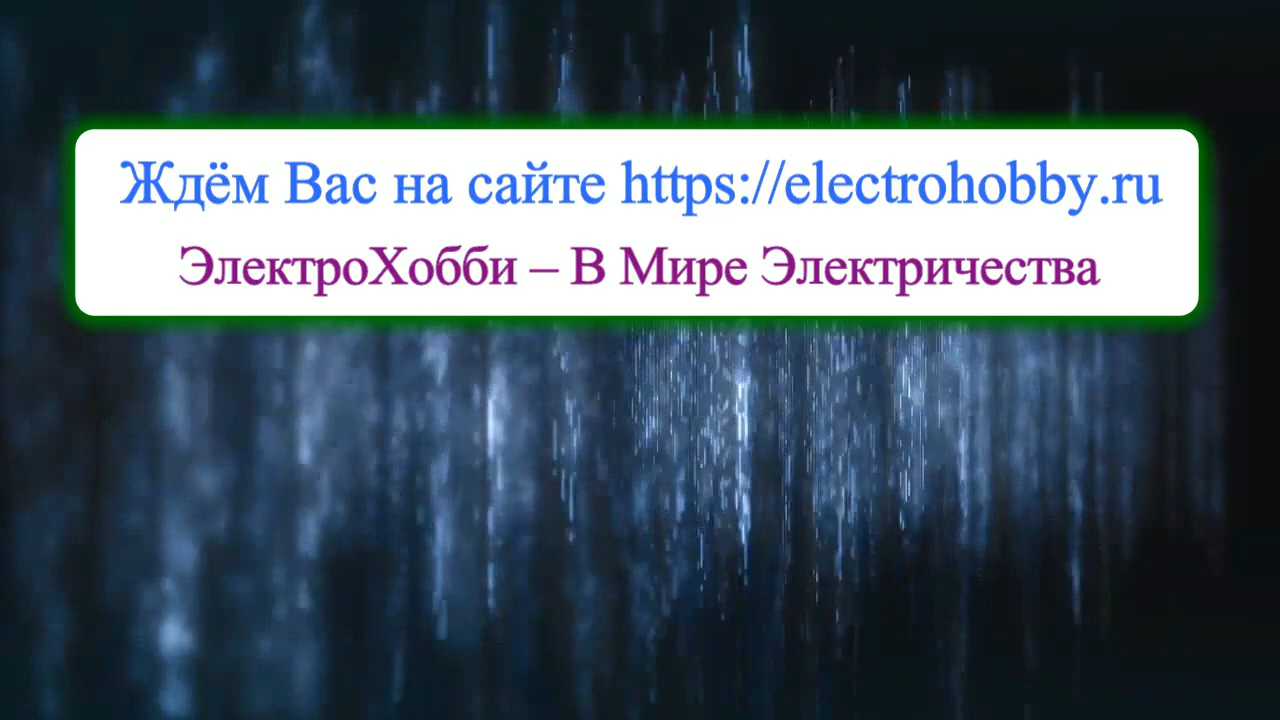 Ждём Вас на сайте https://electrohobby.ru
ЭлектроХобби – В Мире Электричества